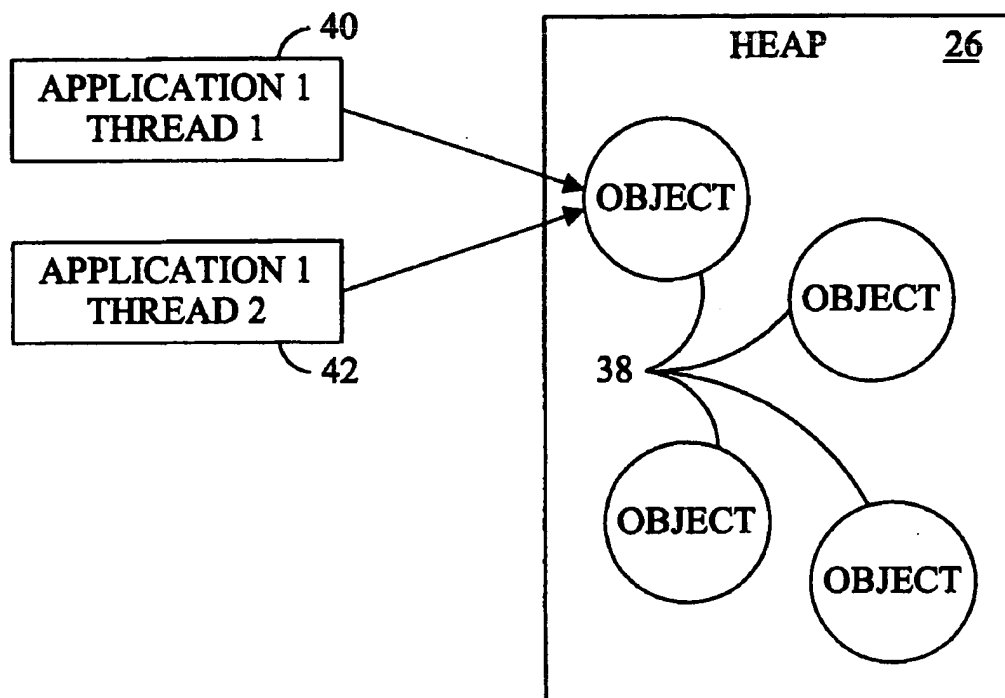 40
APPLICATION 1
THREAD 1
APPLICATION 1
THREAD 2
42
HEAP 26
OBJECT
OBJECT
38
OBJECT
OBJECT